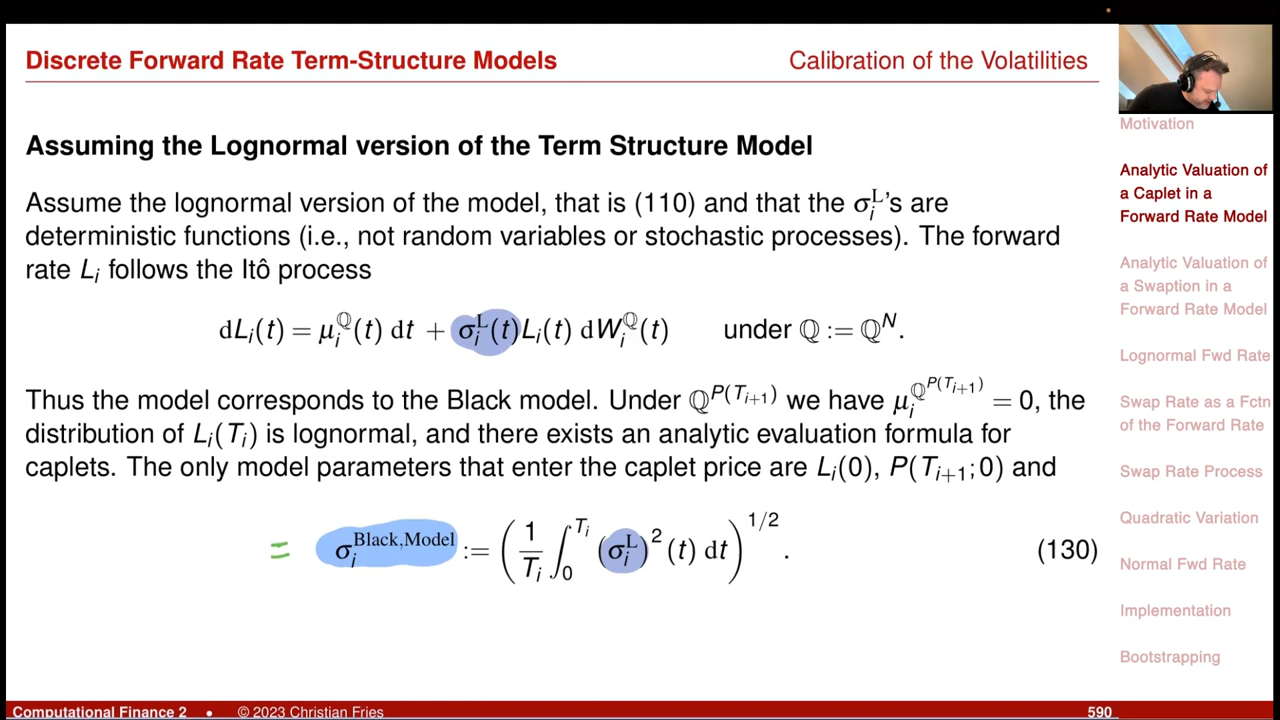 Discrete Forward Rate Term-Structure Models
Calibration of the Volatilities
Assuming the Lognormal version of the Term Structure Model
Assume the lognormal version of the model, that is (110) and that the σ_i^L's are
deterministic functions (i.e., not random variables or stochastic processes). The forward
rate L_i follows the Itô process
dL_i(t) = μ_i^ℚ(t) dt + σ_i^L(t)L_i(t) dW_i^ℚ(t) under ℚ := ℚ^N.
Thus the model corresponds to the Black model. Under ℚ^{P(T_{i+1})} we have μ_i^{ℚ^{P(T_{i+1})}} = 0, the
distribution of L_i(T_i) is lognormal, and there exists an analytic evaluation formula for
caplets. The only model parameters that enter the caplet price are L_i(0), P(T_{i+1};0) and
= σ_i^{Black,Model} := (1/T_i ∫_0^{T_i} (σ_i^L)^2(t) dt)^{1/2}. (130)
Motivation
Analytic Valuation of
a Caplet in a
Forward Rate Model
Analytic Valuation of
a Swaption in a
Forward Rate Model
Lognormal Fwd Rate
Swap Rate as a Fctn
of the Forward Rate
Swap Rate Process
Quadratic Variation
Normal Fwd Rate
Implementation
Bootstrapping
Computational Finance 2 • © 2023 Christian Fries 590